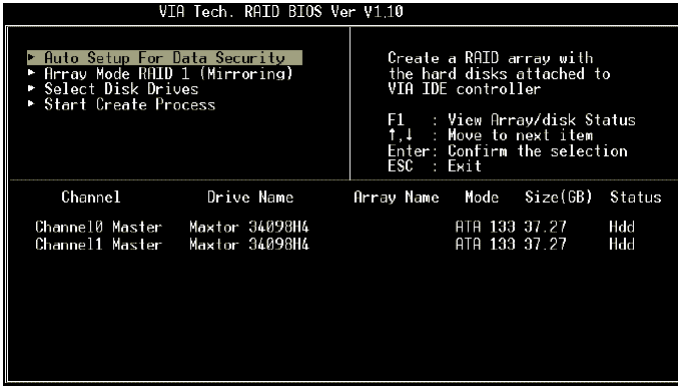 VIA Tech. RAID BIOS Ver V1.10
Auto Setup For Data Security
Array Mode RAID 1 (Mirroring)
Select Disk Drives
Start Create Process
Create a RAID array with
the hard disks attached to
VIA IDE controller
F1 : View Array/disk Status
↑,↓ : Move to next item
Enter: Confirm the selection
ESC : Exit
Channel Drive Name Array Name Mode Size(GB) Status
Channel0 Master Maxtor 34098H4 ATA 133 37.27 Hdd
Channel1 Master Maxtor 34098H4 ATA 133 37.27 Hdd